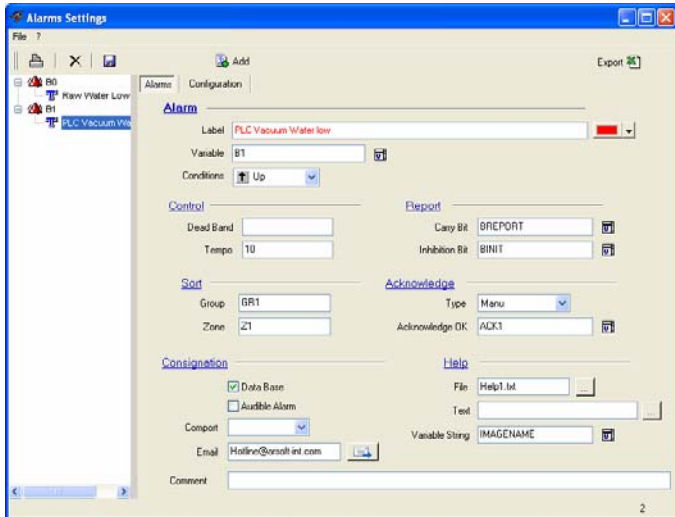 Alarms Settings
File ?
Add
Export
B0
Raw Water Low
B1
PLC Vacuum Wa
Alarms Configuration
Alarm
Label PLC Vacuum Water low
Variable B1
Conditions Up
Control
Dead Band
Tempo 10
Report
Carry Bit BREPORT
Inhibition Bit BINIT
Sort
Group GR1
Zone Z1
Acknowledge
Type Manu
Acknowledge OK ACK1
Consignation
Data Base
Audible Alarm
Comport
Email Hotline@arsoft-int.com
Help
File Help1.txt ...
Text ...
Variable String IMAGENAME
Comment
2